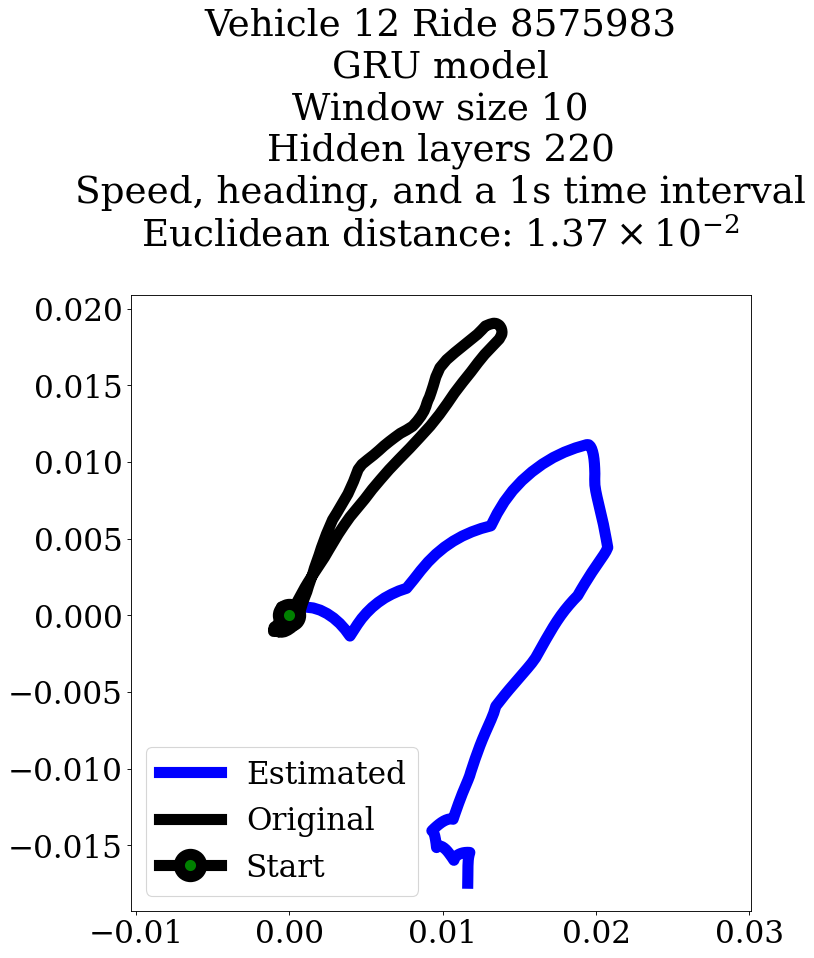 Vehicle 12 Ride 8575983
GRU model
Window size 10
Hidden layers 220
Speed, heading, and a 1s time interval
Euclidean distance: 1.37 × 10⁻²
0.020
0.015
0.010
0.005
0.000
−0.005
−0.010
−0.015
Estimated
Original
Start
−0.01 0.00 0.01 0.02 0.03